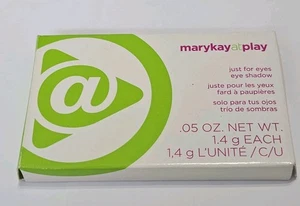 @
marykayatplay
just for eyes
eye shadow
juste pour les yeux
fard à paupières
solo para tus ojos
trío de sombras
.05 OZ. NET WT.
1.4 g EACH
1,4 g L'UNITÉ / C/U